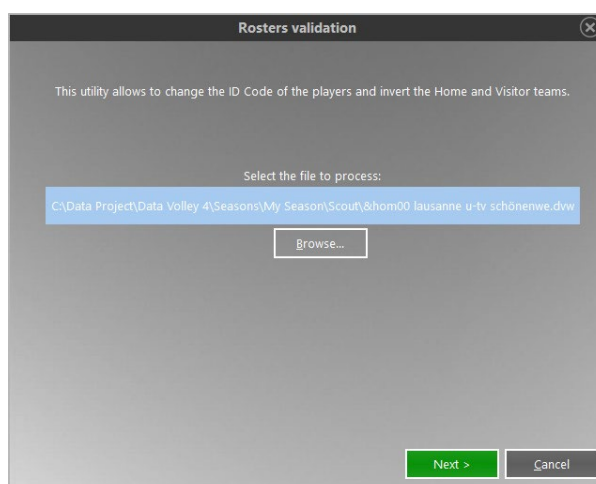 Rosters validation
This utility allows to change the ID Code of the players and invert the Home and Visitor teams.
Select the file to process:
C:\Data Project\Data Volley 4\Seasons\My Season\Scout\&hom00 lausanne u-tv schönenwe.dvw
Browse...
Next > Cancel